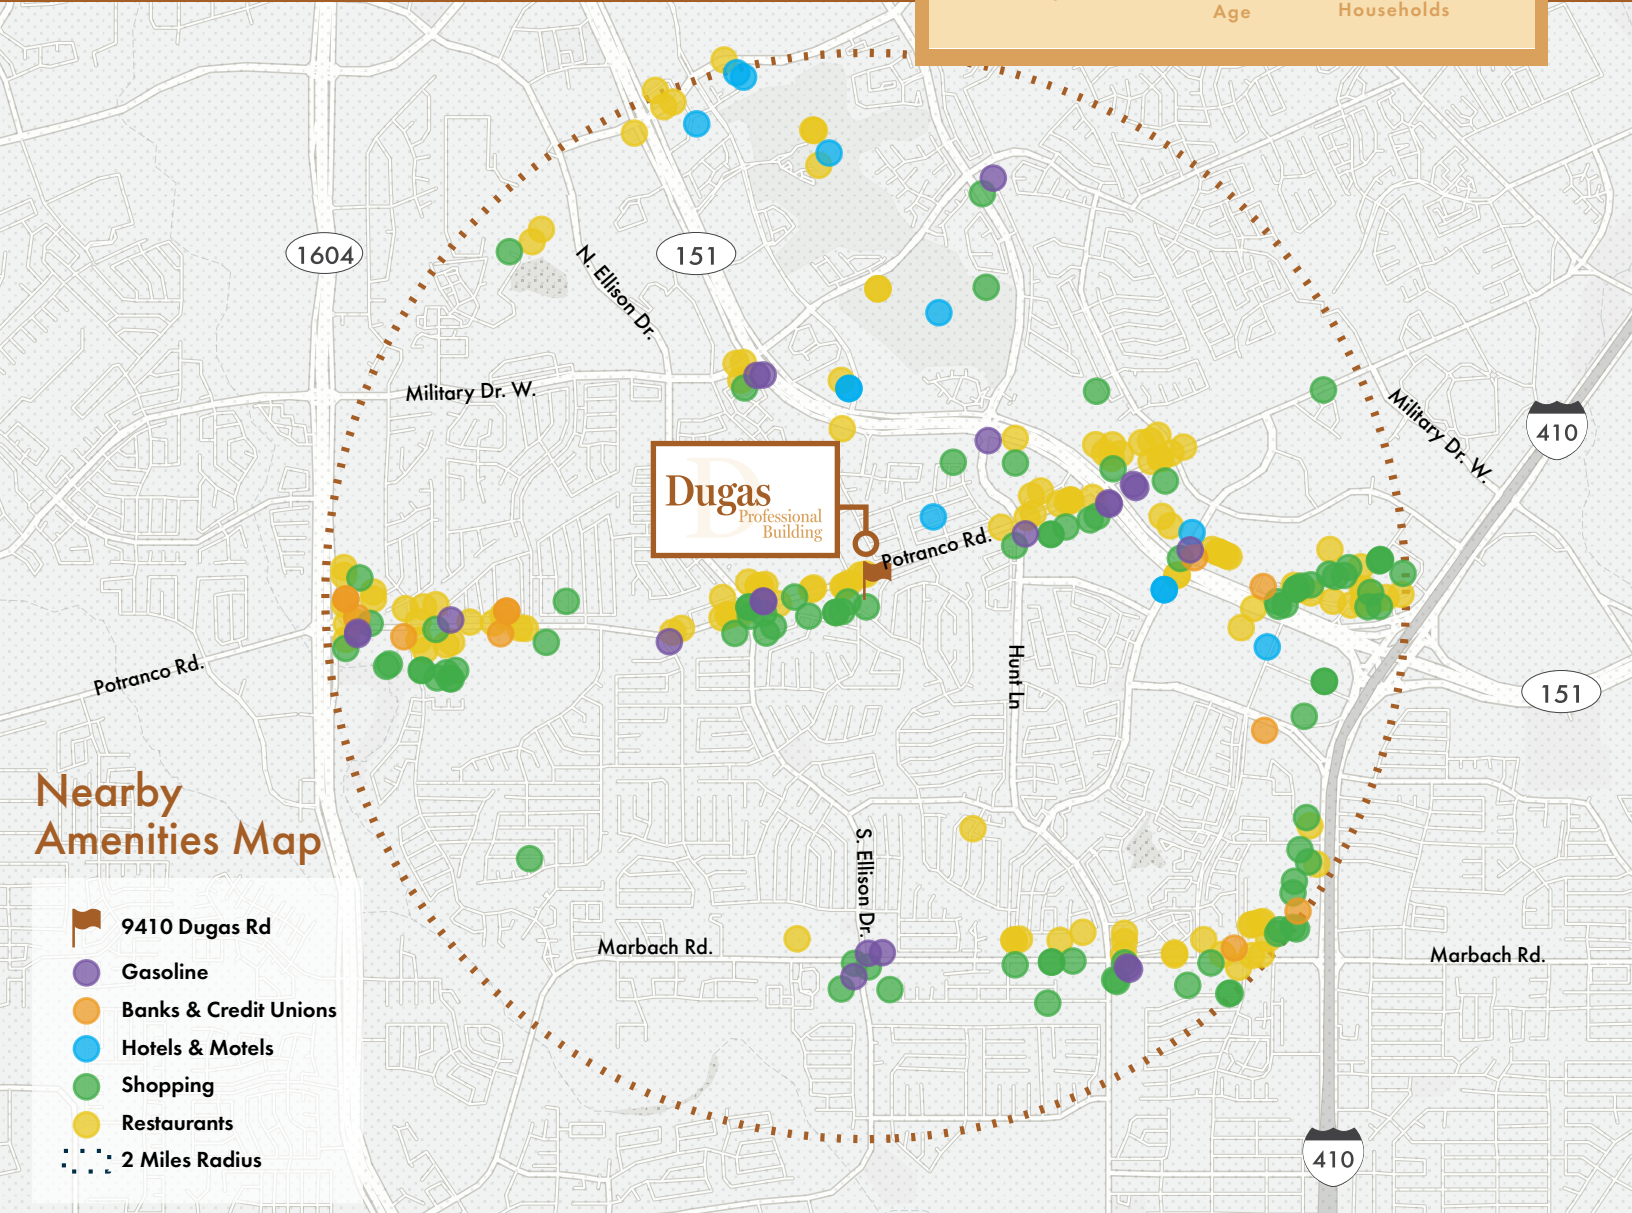 Age
Households
1604
151
N. Ellison Dr.
Military Dr. W.
Military Dr. W.
410
Dugas
Professional
Building
Potranco Rd.
Potranco Rd.
Hunt Ln
151
Nearby
Amenities Map
S. Ellison Dr.
Marbach Rd.
Marbach Rd.
9410 Dugas Rd
Gasoline
Banks & Credit Unions
Hotels & Motels
Shopping
Restaurants
2 Miles Radius
410